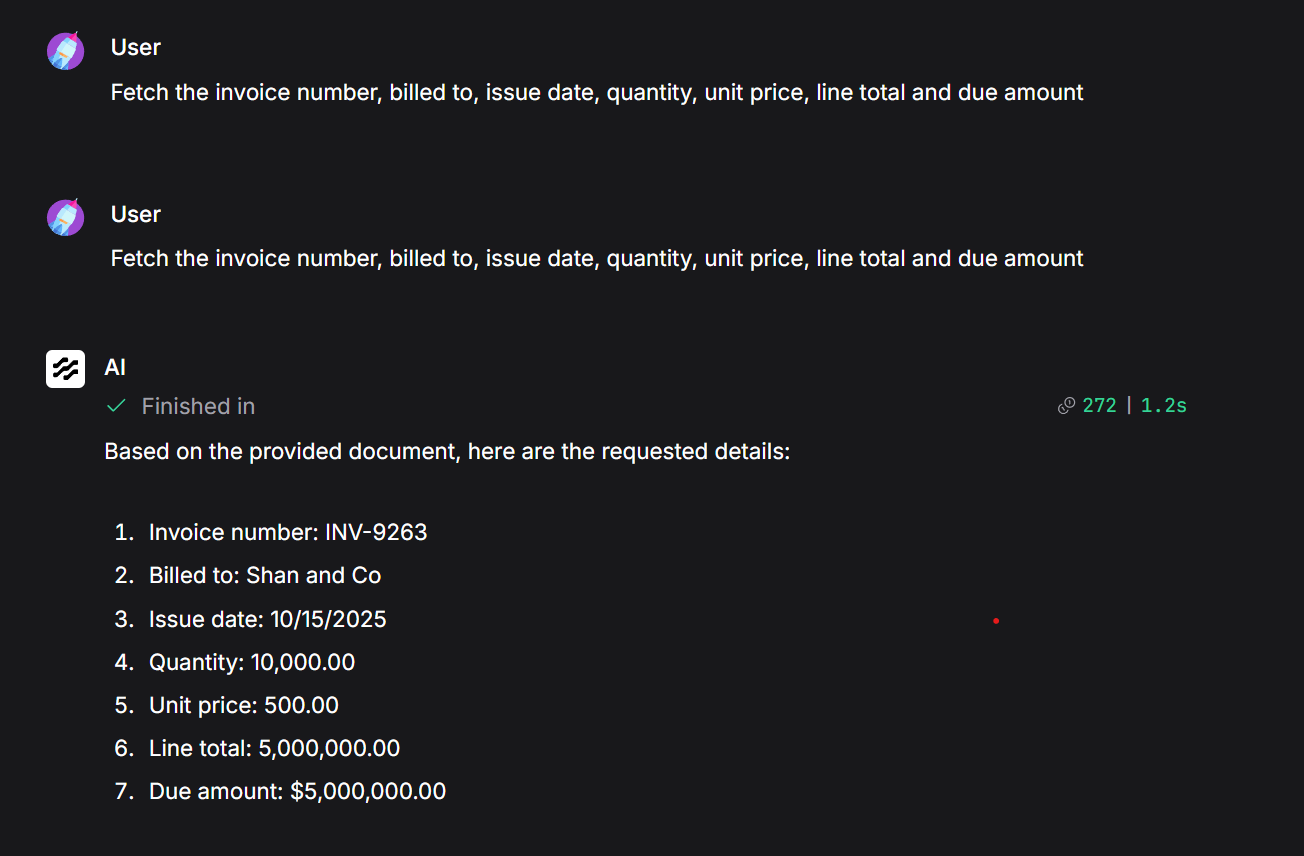 User
Fetch the invoice number, billed to, issue date, quantity, unit price, line total and due amount
User
Fetch the invoice number, billed to, issue date, quantity, unit price, line total and due amount
AI
Finished in
272 | 1.2s
Based on the provided document, here are the requested details:
1. Invoice number: INV-9263
2. Billed to: Shan and Co
3. Issue date: 10/15/2025
4. Quantity: 10,000.00
5. Unit price: 500.00
6. Line total: 5,000,000.00
7. Due amount: $5,000,000.00